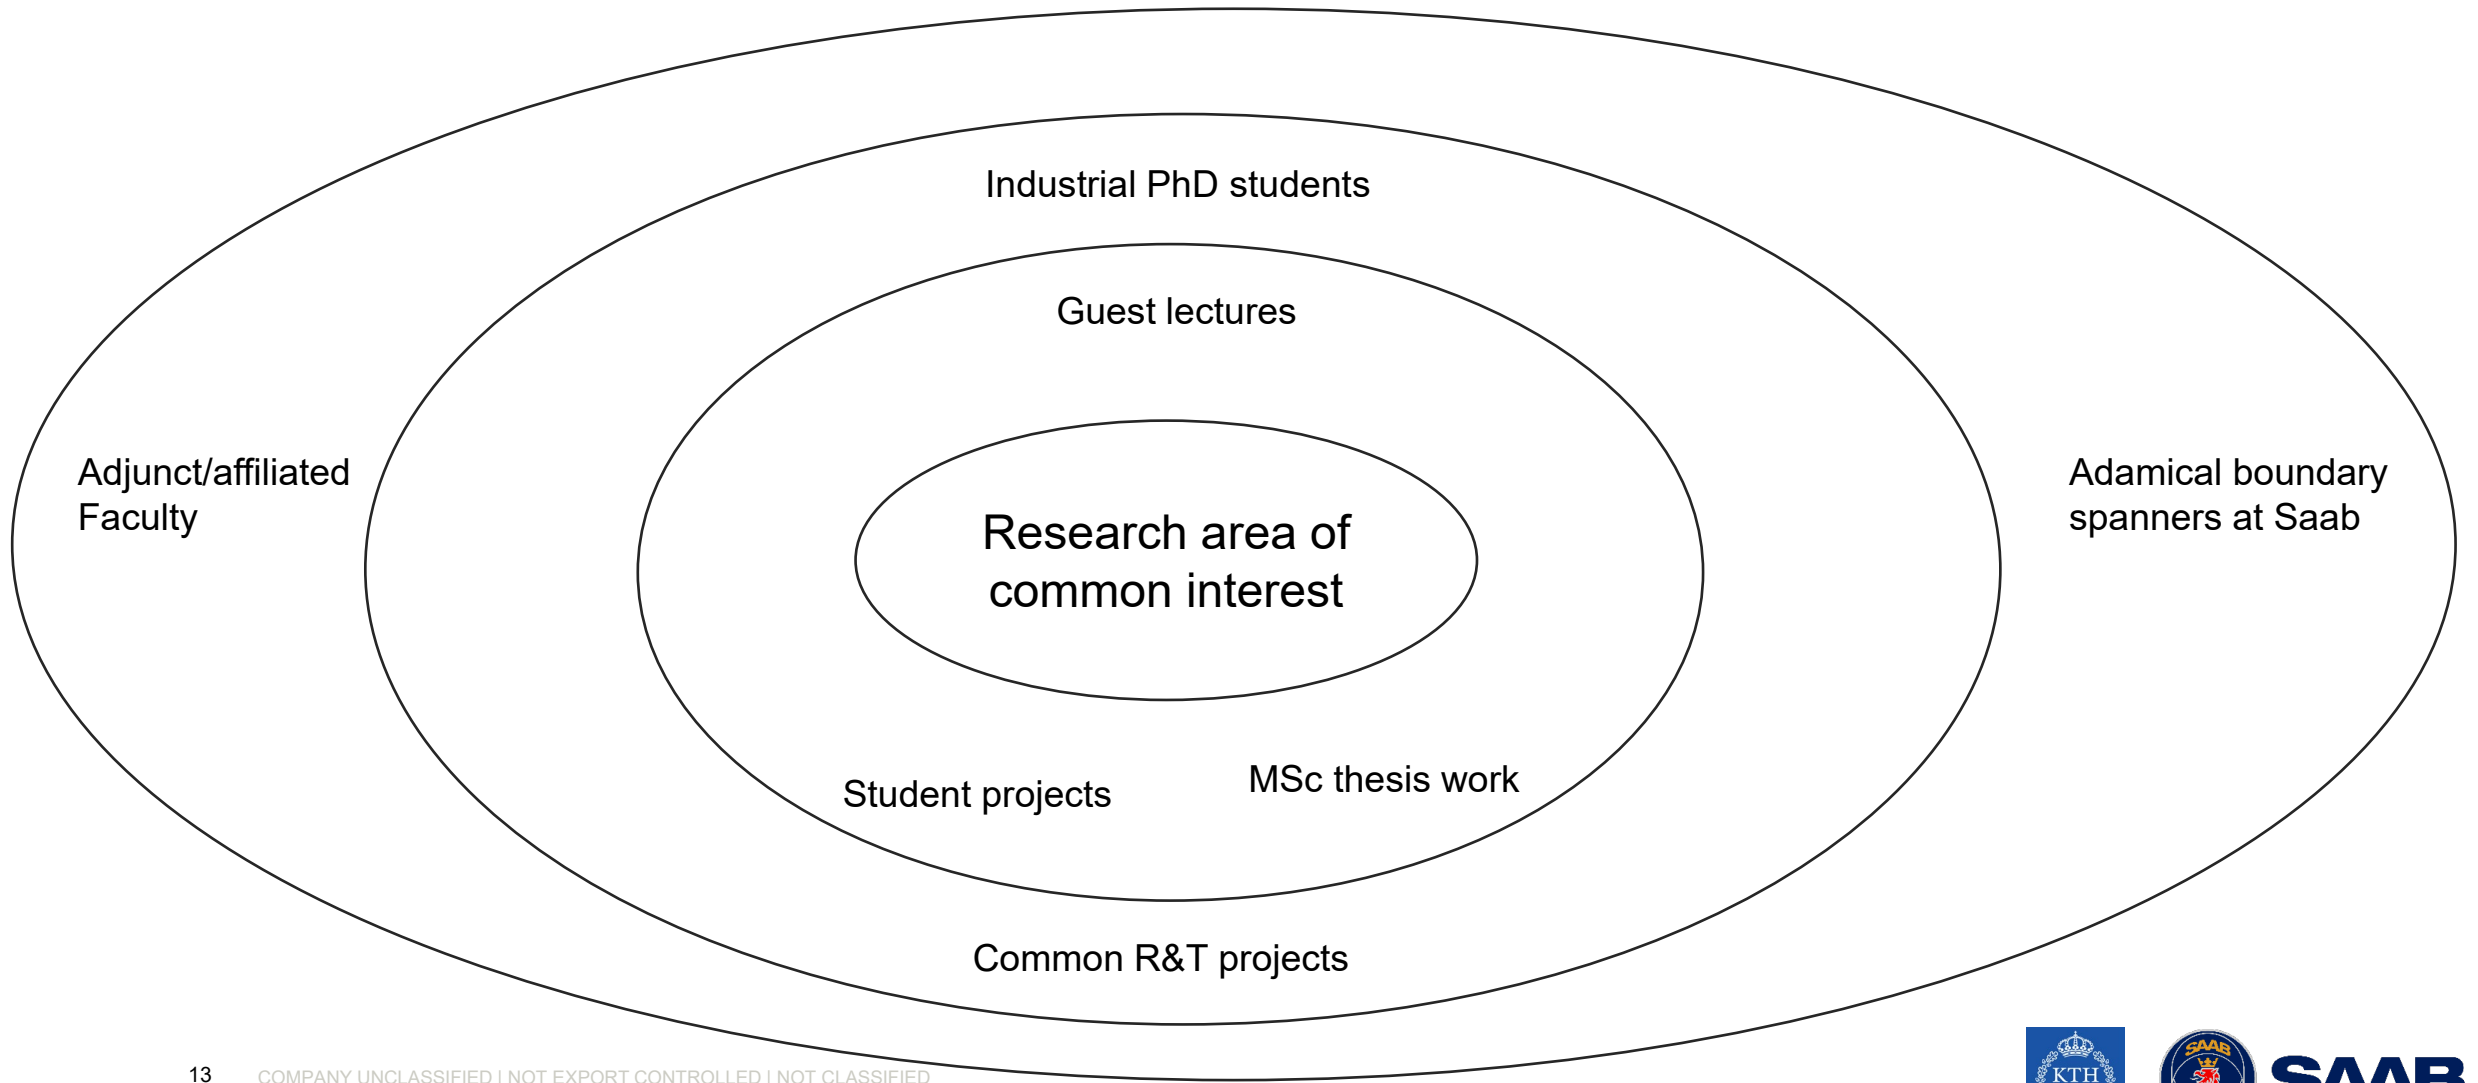 Industrial PhD students
Guest lectures
Adjunct/affiliated
Faculty
Research area of
common interest
Adamical boundary
spanners at Saab
Student projects
MSc thesis work
Common R&T projects
13
COMPANY UNCLASSIFIED | NOT EXPORT CONTROLLED | NOT CLASSIFIED
KTH
SAAB
SAAB